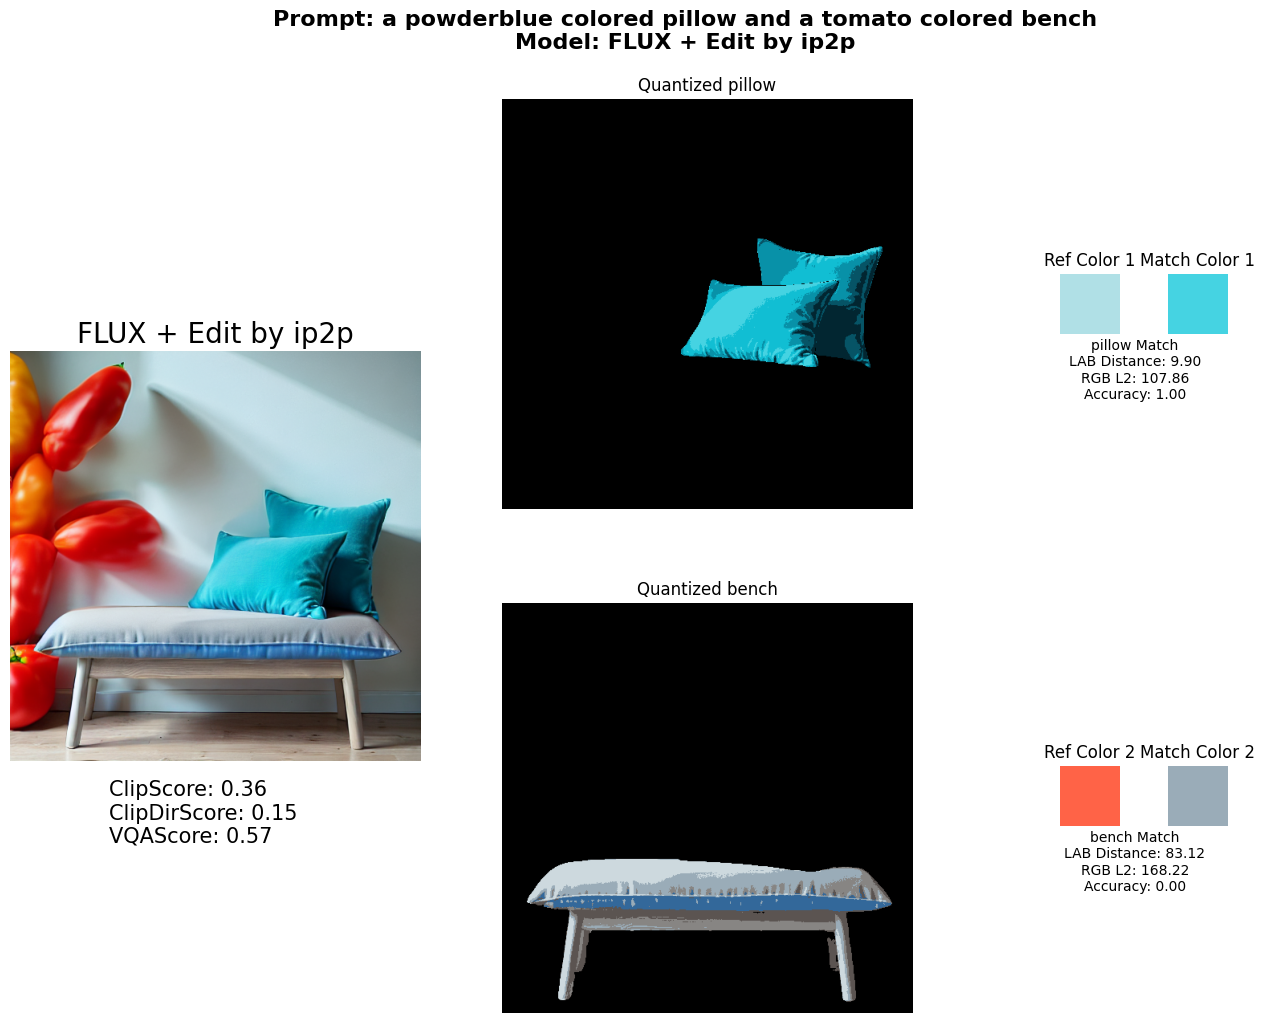 Prompt: a powderblue colored pillow and a tomato colored bench
Model: FLUX + Edit by ip2p
FLUX + Edit by ip2p
ClipScore: 0.36
ClipDirScore: 0.15
VQAScore: 0.57
Quantized pillow
Ref Color 1 Match Color 1
pillow Match
LAB Distance: 9.90
RGB L2: 107.86
Accuracy: 1.00
Quantized bench
Ref Color 2 Match Color 2
bench Match
LAB Distance: 83.12
RGB L2: 168.22
Accuracy: 0.00